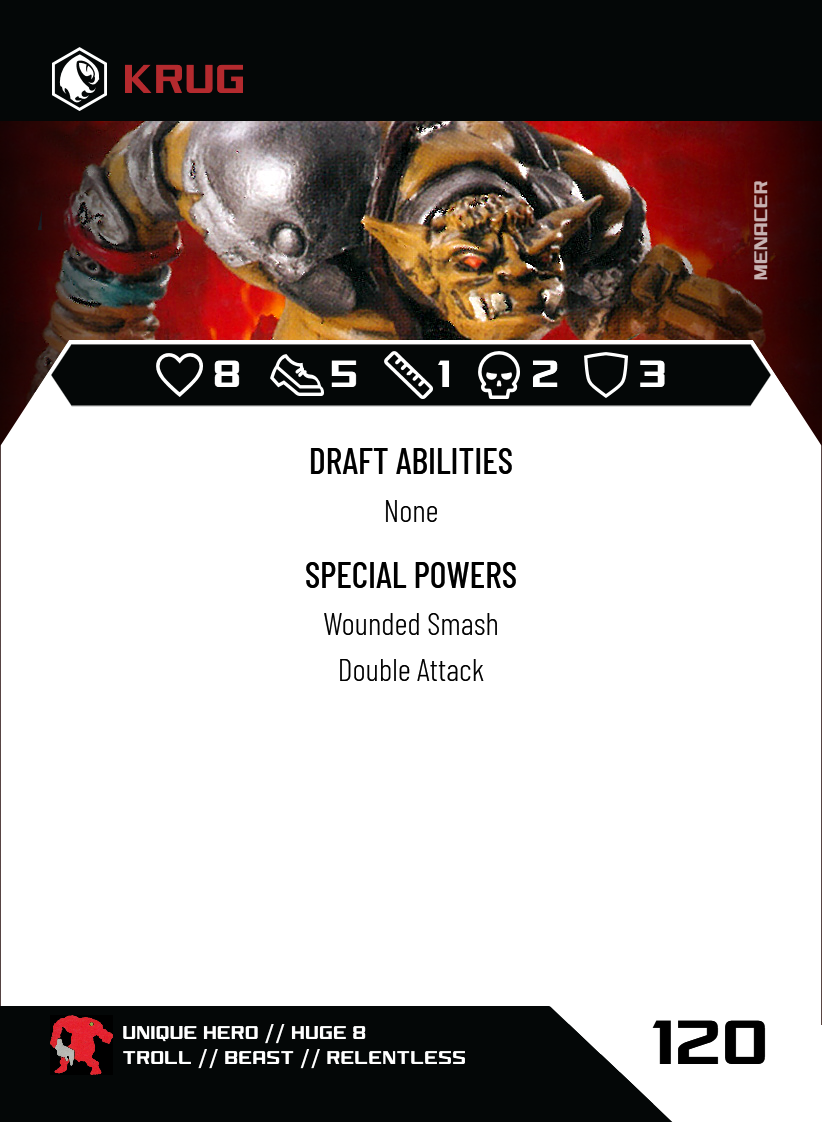 KRUG
MENACER
8 5 1 2 3
DRAFT ABILITIES
None
SPECIAL POWERS
Wounded Smash
Double Attack
UNIQUE HERO // HUGE 8
TROLL // BEAST // RELENTLESS
120